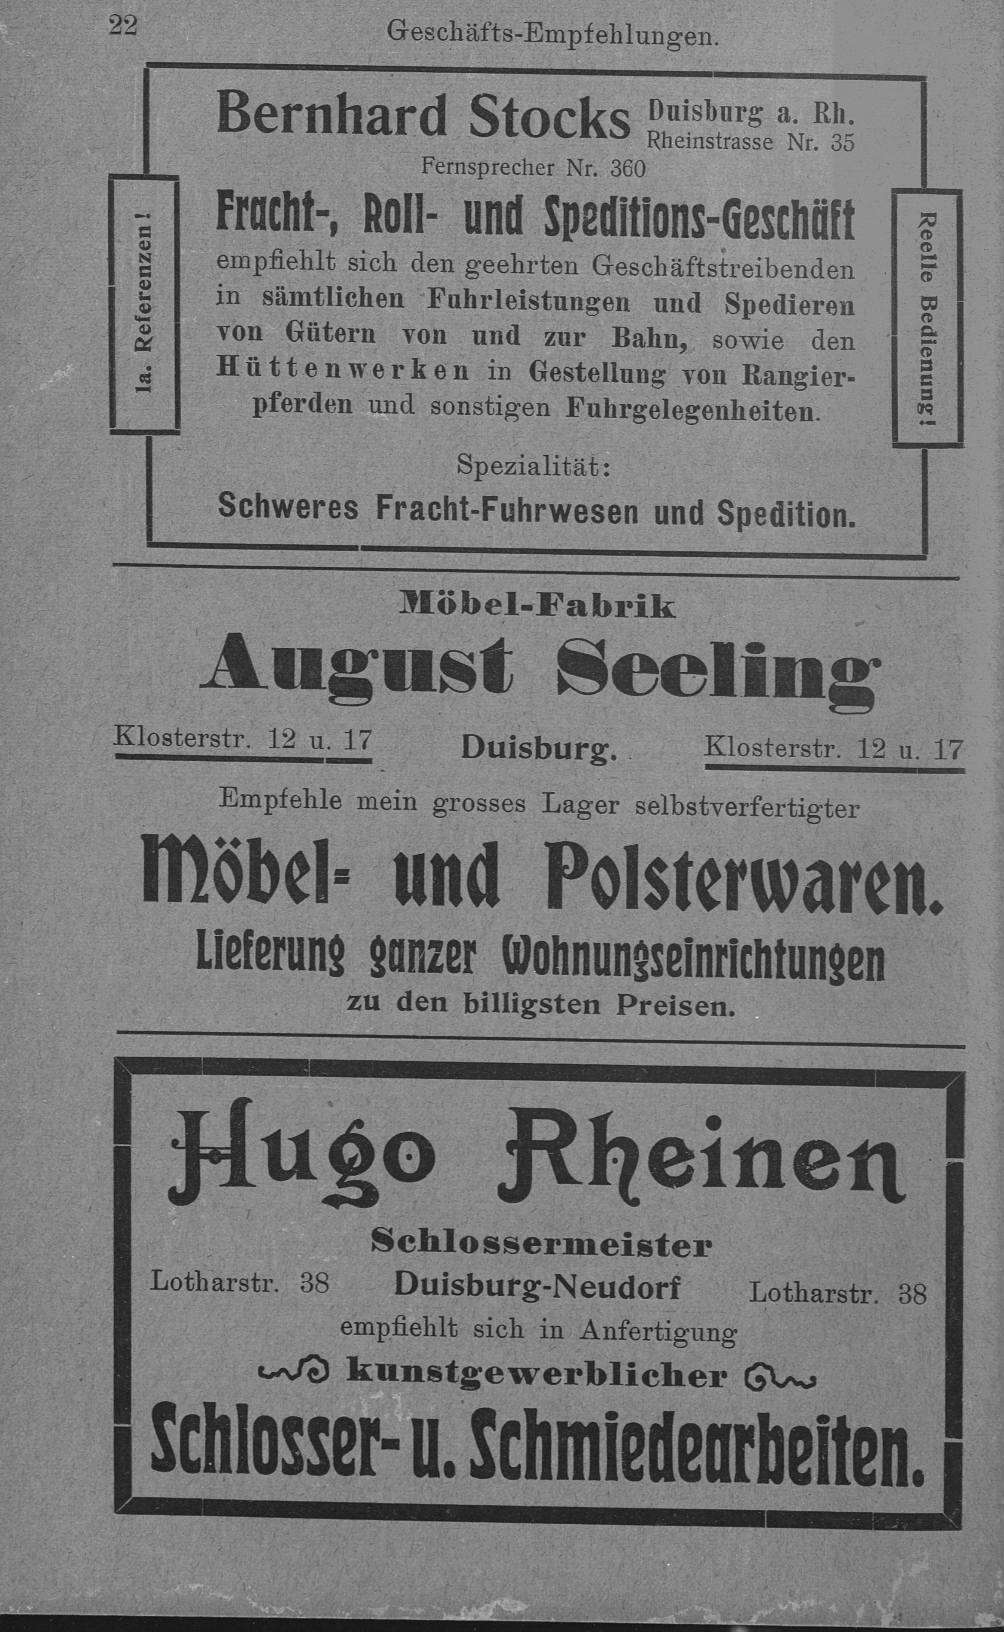 22
Geschäfts-Empfehlungen.
Bernhard Stocks
Duisburg a. Rh.
Rheinstrasse Nr. 35
Fernsprecher Nr. 360
Fracht-, Roll- und Speditions-Geschäft
empfiehlt sich den geehrten Geschäftstreibenden
in sämtlichen Fuhrleistungen und Spedieren
von Gütern von und zur Bahn, sowie den
Hüttenwerken in Gestellung von Rangier-
pferden und sonstigen Fuhrgelegenheiten.
Spezialität:
Schweres Fracht-Fuhrwesen und Spedition.
Ia. Referenzen!
Reelle Bedienung!
Möbel-Fabrik
August Seeling
Klosterstr. 12 u. 17 Duisburg. Klosterstr. 12 u. 17
Empfehle mein grosses Lager selbstverfertigter
Möbel- und Polsterwaren.
Lieferung ganzer Wohnungseinrichtungen
zu den billigsten Preisen.
Hugo Rheinen
Schlossermeister
Lotharstr. 38 Duisburg-Neudorf Lotharstr. 38
empfiehlt sich in Anfertigung
kunstgewerblicher
Schlosser- u. Schmiedearbeiten.